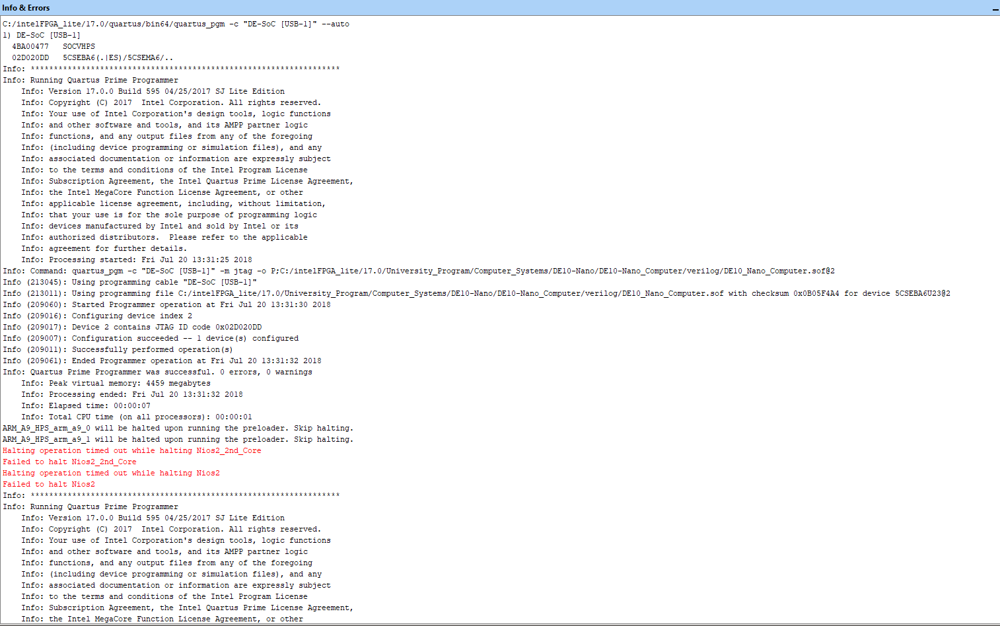 Info & Errors
C:/intelFPGA_lite/17.0/quartus/bin64/quartus_pgm -c "DE-SoC [USB-1]" --auto
1) DE-SoC [USB-1]
  4BA00477   SOCVHPS
  02D020DD   5CSEBA6(.|ES)/5CSEMA6/..
Info: *******************************************************************
Info: Running Quartus Prime Programmer
    Info: Version 17.0.0 Build 595 04/25/2017 SJ Lite Edition
    Info: Copyright (C) 2017  Intel Corporation. All rights reserved.
    Info: Your use of Intel Corporation's design tools, logic functions
    Info: and other software and tools, and its AMPP partner logic
    Info: functions, and any output files from any of the foregoing
    Info: (including device programming or simulation files), and any
    Info: associated documentation or information are expressly subject
    Info: to the terms and conditions of the Intel Program License
    Info: Subscription Agreement, the Intel Quartus Prime License Agreement,
    Info: the Intel MegaCore Function License Agreement, or other
    Info: applicable license agreement, including, without limitation,
    Info: that your use is for the sole purpose of programming logic
    Info: devices manufactured by Intel and sold by Intel or its
    Info: authorized distributors.  Please refer to the applicable
    Info: agreement for further details.
    Info: Processing started: Fri Jul 20 13:31:25 2018
Info: Command: quartus_pgm -c "DE-SoC [USB-1]" -m jtag -o P;C:/intelFPGA_lite/17.0/University_Program/Computer_Systems/DE10-Nano/DE10-Nano_Computer/verilog/DE10_Nano_Computer.sof@2
Info (213045): Using programming cable "DE-SoC [USB-1]"
Info (213011): Using programming file C:/intelFPGA_lite/17.0/University_Program/Computer_Systems/DE10-Nano/DE10-Nano_Computer/verilog/DE10_Nano_Computer.sof with checksum 0x0B05F4A4 for device 5CSEBA6U23@2
Info (209060): Started Programmer operation at Fri Jul 20 13:31:30 2018
Info (209016): Configuring device index 2
Info (209017): Device 2 contains JTAG ID code 0x02D020DD
Info (209007): Configuration succeeded -- 1 device(s) configured
Info (209011): Successfully performed operation(s)
Info (209061): Ended Programmer operation at Fri Jul 20 13:31:32 2018
Info: Quartus Prime Programmer was successful. 0 errors, 0 warnings
    Info: Peak virtual memory: 4459 megabytes
    Info: Processing ended: Fri Jul 20 13:31:32 2018
    Info: Elapsed time: 00:00:07
    Info: Total CPU time (on all processors): 00:00:01
ARM_A9_HPS_arm_a9_0 will be halted upon running the preloader. Skip halting.
ARM_A9_HPS_arm_a9_1 will be halted upon running the preloader. Skip halting.
Halting operation timed out while halting Nios2_2nd_Core
Failed to halt Nios2_2nd_Core
Halting operation timed out while halting Nios2
Failed to halt Nios2
Info: *******************************************************************
Info: Running Quartus Prime Programmer
    Info: Version 17.0.0 Build 595 04/25/2017 SJ Lite Edition
    Info: Copyright (C) 2017  Intel Corporation. All rights reserved.
    Info: Your use of Intel Corporation's design tools, logic functions
    Info: and other software and tools, and its AMPP partner logic
    Info: functions, and any output files from any of the foregoing
    Info: (including device programming or simulation files), and any
    Info: associated documentation or information are expressly subject
    Info: to the terms and conditions of the Intel Program License
    Info: Subscription Agreement, the Intel Quartus Prime License Agreement,
    Info: the Intel MegaCore Function License Agreement, or other